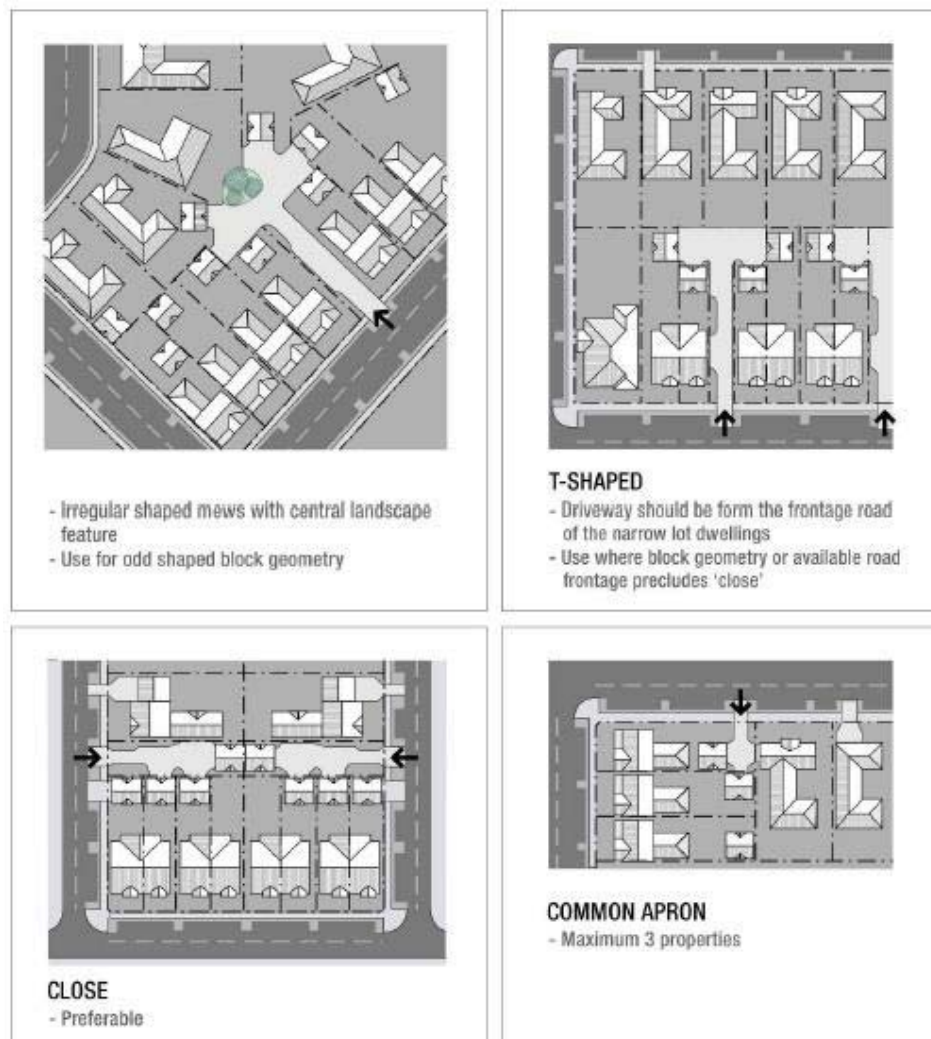 - Irregular shaped mews with central landscape
feature
- Use for odd shaped block geometry
T-SHAPED
- Driveway should be form the frontage road
of the narrow lot dwellings
- Use where block geometry or available road
frontage precludes ‘close’
CLOSE
- Preferable
COMMON APRON
- Maximum 3 properties